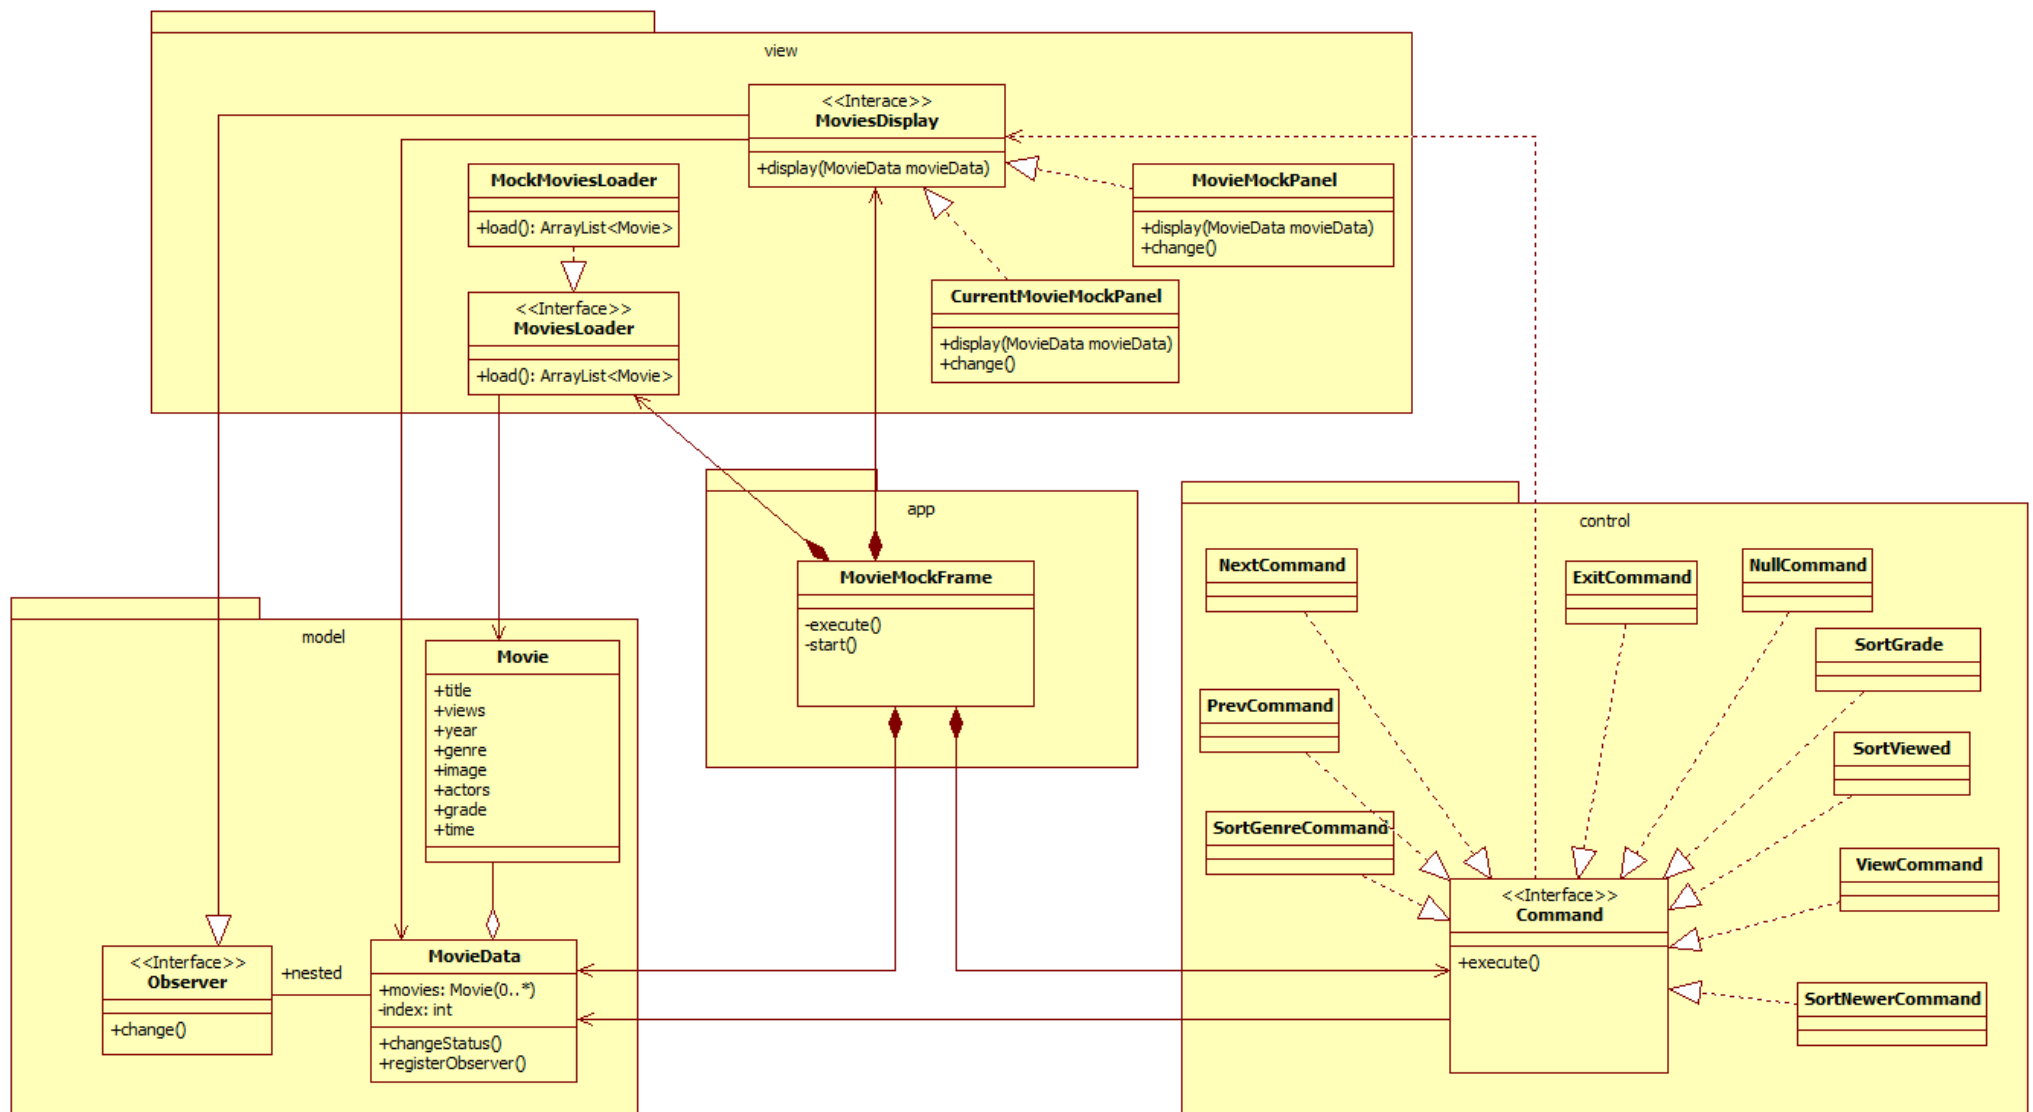 view
<<Interace>>
MoviesDisplay
+display(MovieData movieData)
MockMoviesLoader
+load(): ArrayList<Movie>
MovieMockPanel
+display(MovieData movieData)
+change()
<<Interface>>
MoviesLoader
+load(): ArrayList<Movie>
CurrentMovieMockPanel
+display(MovieData movieData)
+change()
app
MovieMockFrame
-execute()
-start()
model
Movie
+title
+views
+year
+genre
+image
+actors
+grade
+time
<<Interface>>
Observer
+change()
+nested
MovieData
+movies: Movie(0..*)
-index: int
+changeStatus()
+registerObserver()
control
NextCommand
ExitCommand
NullCommand
SortGrade
PrevCommand
SortViewed
SortGenreCommand
ViewCommand
<<Interface>>
Command
+execute()
SortNewerCommand